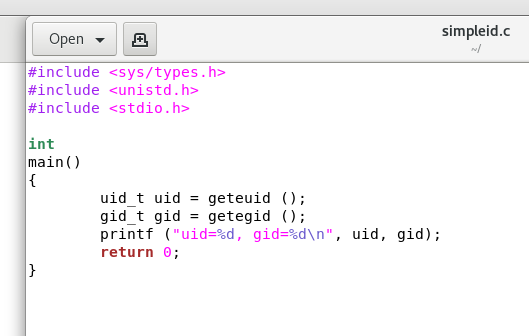 Open
simpleid.c
~/
#include <sys/types.h>
#include <unistd.h>
#include <stdio.h>
int
main()
{
        uid_t uid = geteuid ();
        gid_t gid = getegid ();
        printf ("uid=%d, gid=%d\n", uid, gid);
        return 0;
}